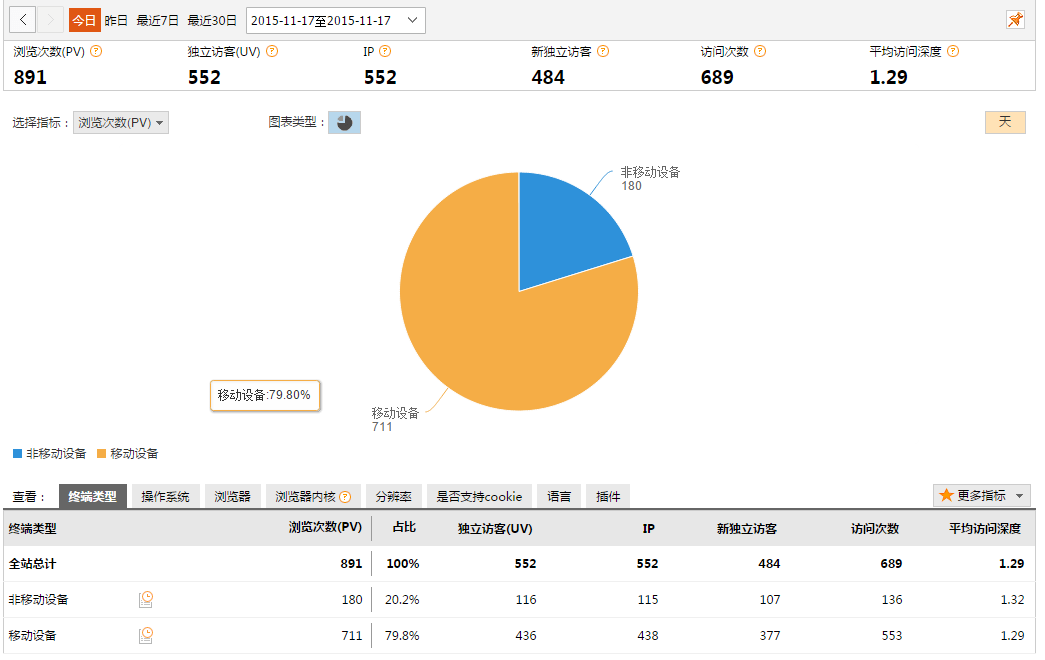 今日 昨日 最近7日 最近30日 2015-11-17至2015-11-17
浏览次数(PV) ? 独立访客(UV) ? IP ? 新独立访客 ? 访问次数 ? 平均访问深度 ?
891 552 552 484 689 1.29
选择指标： 浏览次数(PV) 图表类型： 天
非移动设备
180
移动设备:79.80%
移动设备
711
非移动设备 移动设备
查看： 终端类型 操作系统 浏览器 浏览器内核 ? 分辨率 是否支持cookie 语言 插件 更多指标
终端类型 浏览次数(PV) 占比 独立访客(UV) IP 新独立访客 访问次数 平均访问深度
全站总计 891 100% 552 552 484 689 1.29
非移动设备 180 20.2% 116 115 107 136 1.32
移动设备 711 79.8% 436 438 377 553 1.29